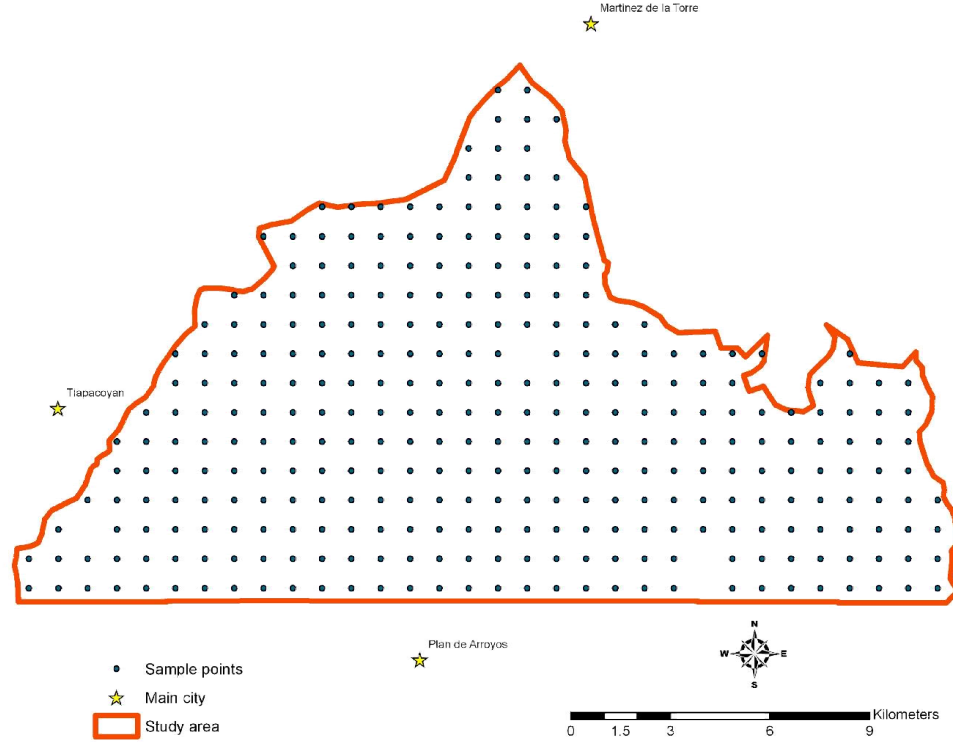 Martinez de la Torre
Tlapacoyan
Plan de Arroyos
N
W E
S
Sample points
Main city
Study area
Kilometers
0 1.5 3 6 9